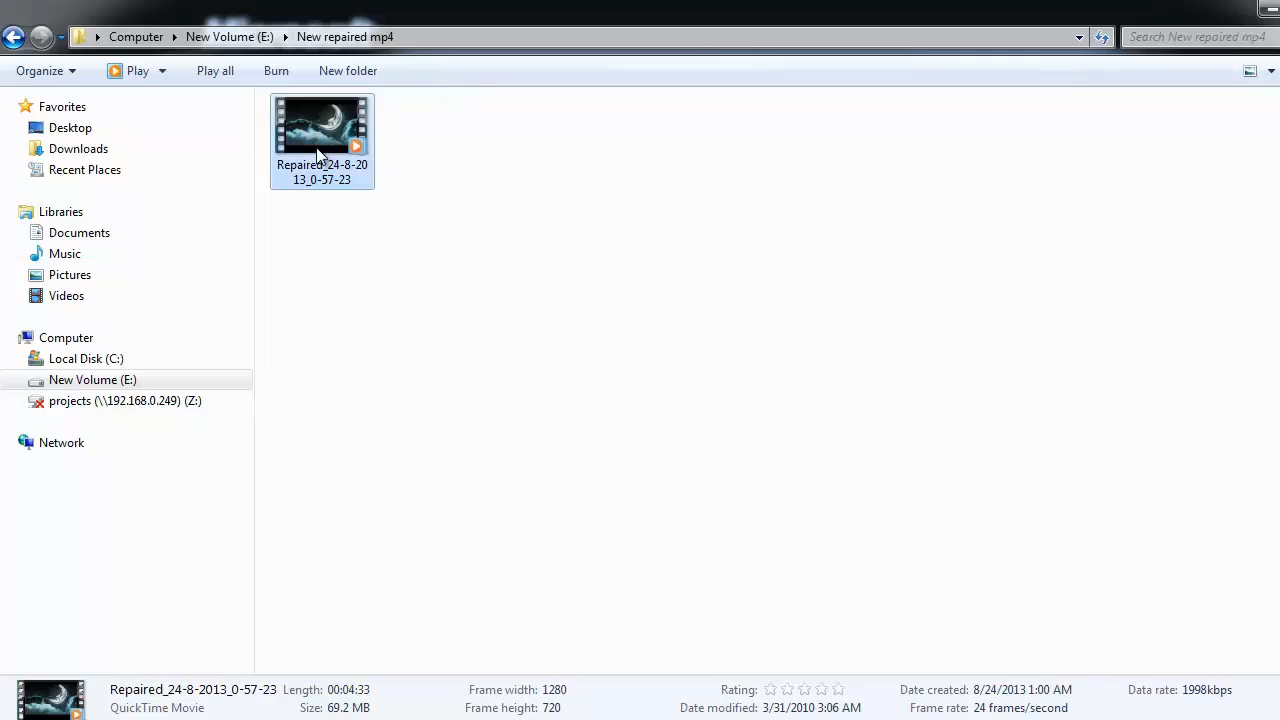 Computer New Volume (E:) New repaired mp4 Search New repaired mp4
Organize Play Play all Burn New folder
Favorites
Desktop
Downloads
Recent Places
Libraries
Documents
Music
Pictures
Videos
Computer
Local Disk (C:)
New Volume (E:)
projects (\\192.168.0.249) (Z:)
Network
Repaired_24-8-20
13_0-57-23
Repaired_24-8-2013_0-57-23 Length: 00:04:33 Frame width: 1280 Rating: Date created: 8/24/2013 1:00 AM Data rate: 1998kbps
QuickTime Movie Size: 69.2 MB Frame height: 720 Date modified: 3/31/2010 3:06 AM Frame rate: 24 frames/second